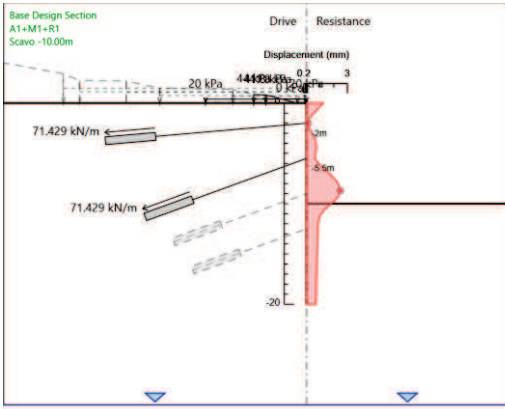 Base Design Section
A1+M1+R1
Scavo -10.00m
Drive
Resistance
Displacement (mm)
0.2
3
20 kPa
0
71.429 kN/m
-2m
-5.5m
71.429 kN/m
-20